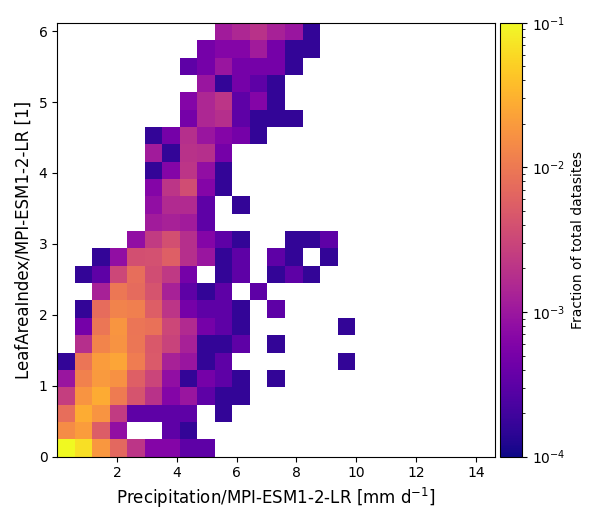 6
5
4
3
2
1
0
LeafAreaIndex/MPI-ESM1-2-LR [1]
2 4 6 8 10 12 14
Precipitation/MPI-ESM1-2-LR [mm d⁻¹]
10⁻¹
10⁻²
10⁻³
10⁻⁴
Fraction of total datasites